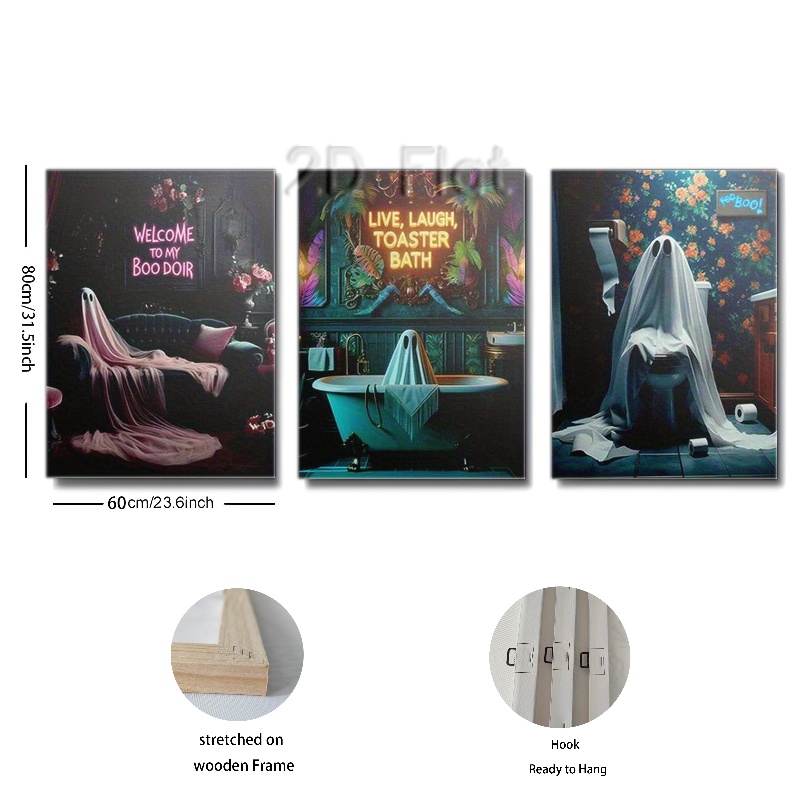 2D Flat
WELCOME
TO MY
BOO DOIR
LIVE, LAUGH,
TOASTER
BATH
BOO!
80cm/31.5inch
60cm/23.6inch
stretched on
wooden Frame
Hook
Ready to Hang